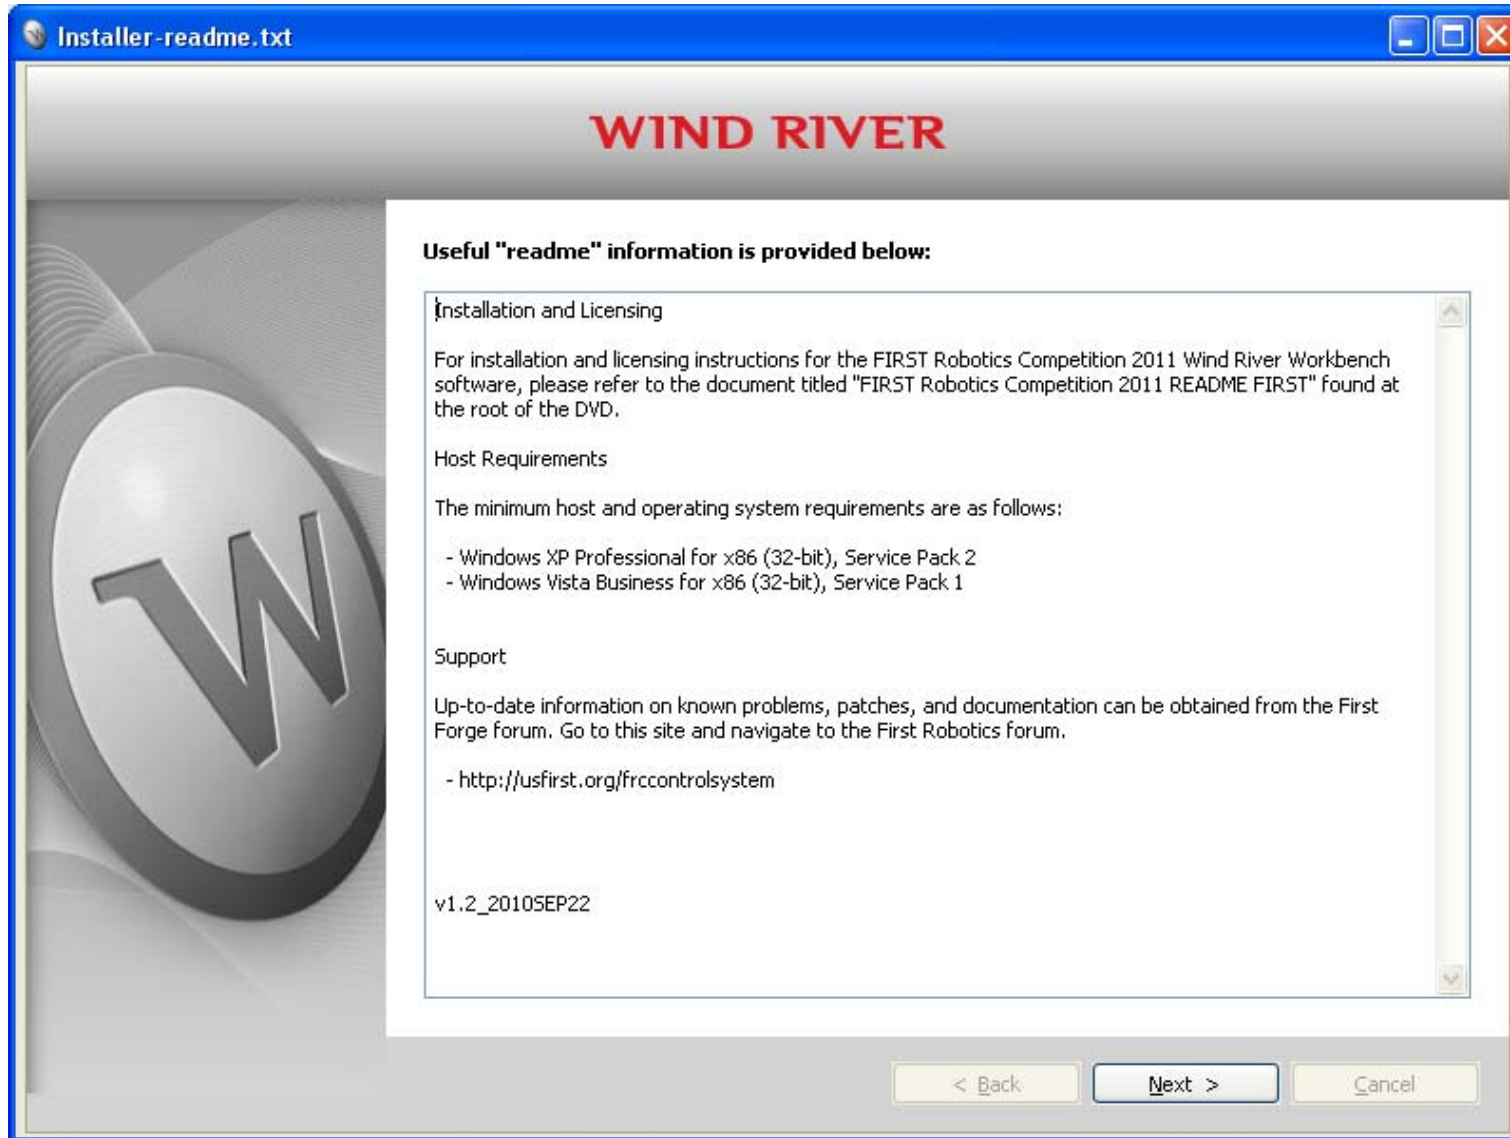 Installer-readme.txt
WIND RIVER
Useful "readme" information is provided below:
Installation and Licensing
For installation and licensing instructions for the FIRST Robotics Competition 2011 Wind River Workbench
software, please refer to the document titled "FIRST Robotics Competition 2011 README FIRST" found at
the root of the DVD.
Host Requirements
The minimum host and operating system requirements are as follows:
- Windows XP Professional for x86 (32-bit), Service Pack 2
- Windows Vista Business for x86 (32-bit), Service Pack 1
Support
Up-to-date information on known problems, patches, and documentation can be obtained from the First
Forge forum. Go to this site and navigate to the First Robotics forum.
- http://usfirst.org/frccontrolsystem
v1.2_2010SEP22
W
< Back
Next >
Cancel